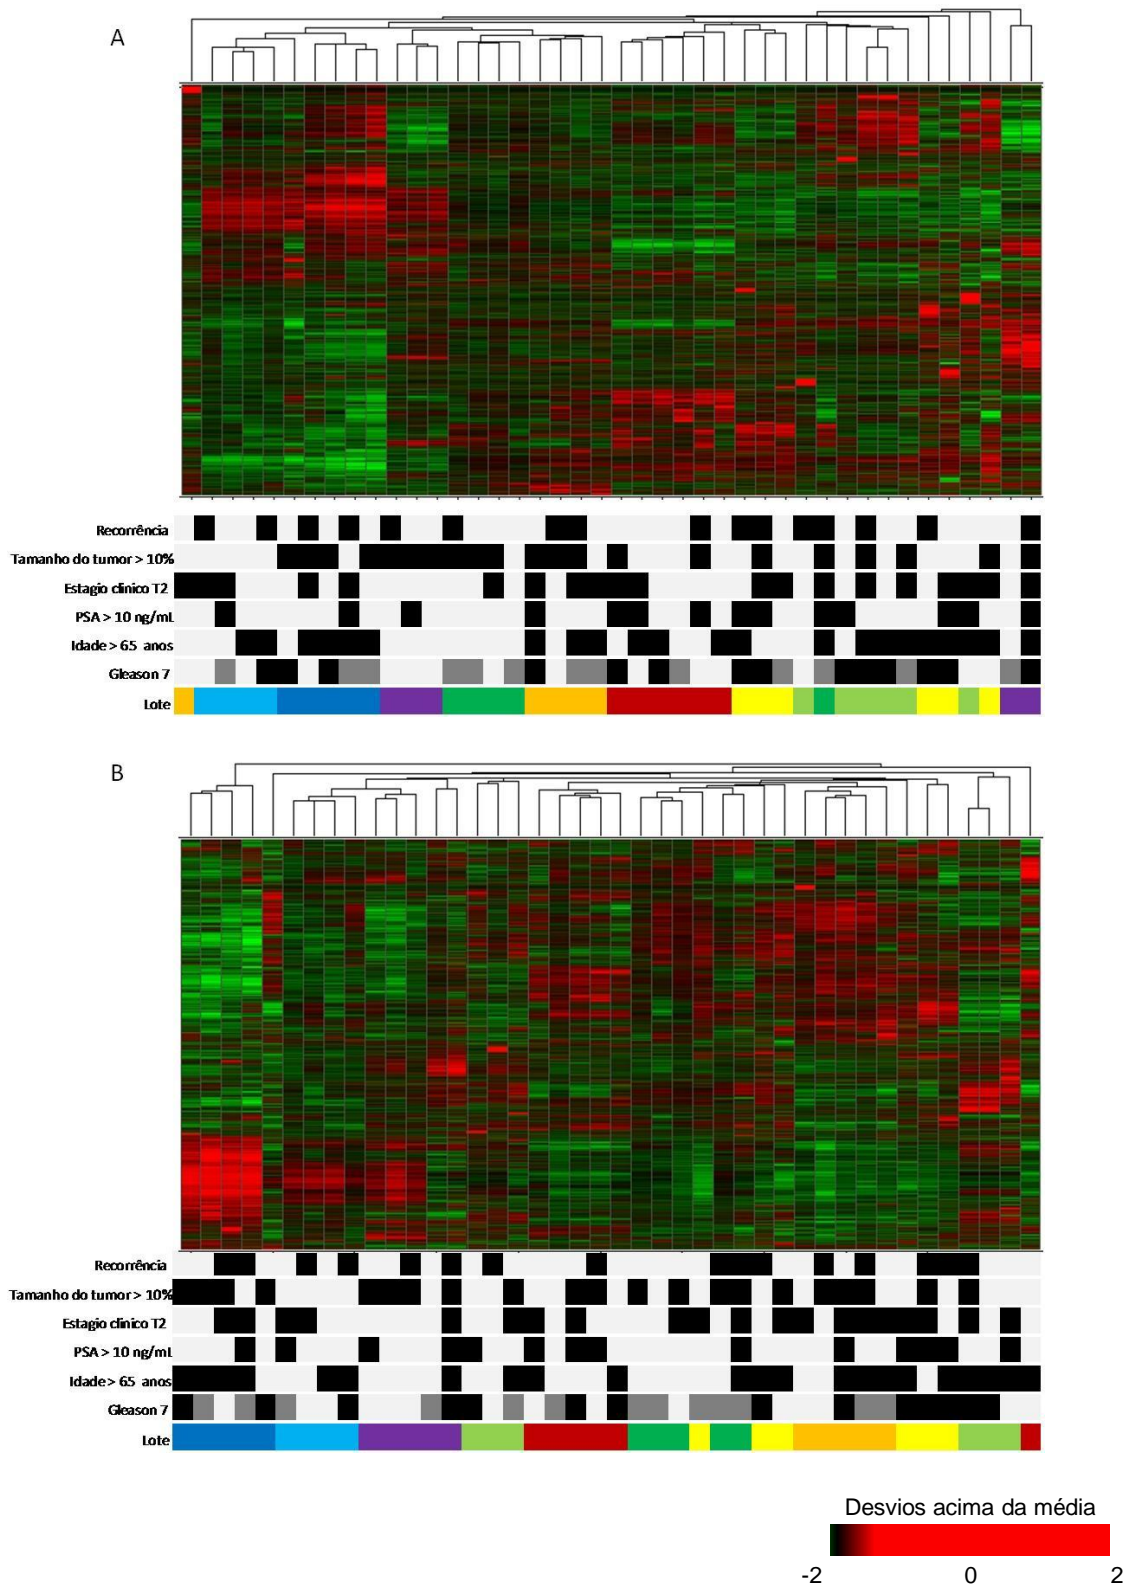 A
Recorrência
Tamanho do tumor > 10%
Estagio clinico T2
PSA > 10 ng/mL
Idade > 65 anos
Gleason 7
Lote
B
Recorrência
Tamanho do tumor > 10%
Estagio clinico T2
PSA > 10 ng/mL
Idade > 65 anos
Gleason 7
Lote
Desvios acima da média
-2 0 2